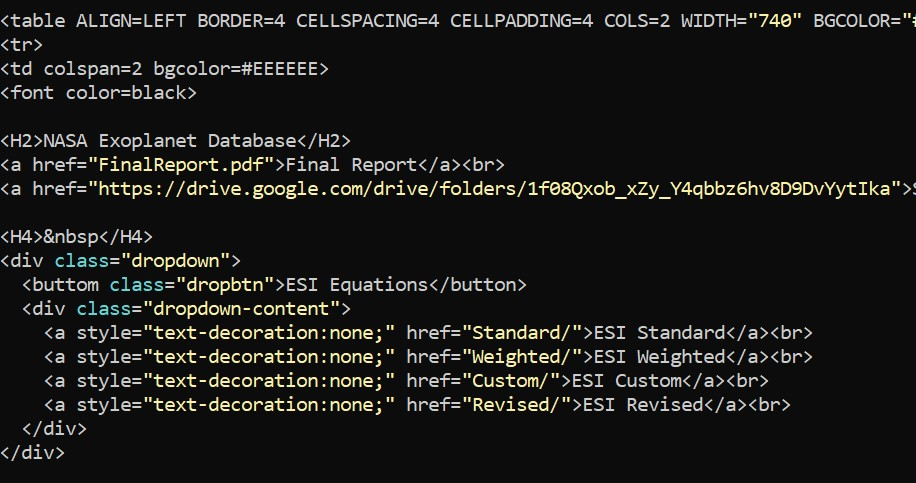 <table ALIGN=LEFT BORDER=4 CELLSPACING=4 CELLPADDING=4 COLS=2 WIDTH="740" BGCOLOR="#
<tr>
<td colspan=2 bgcolor=#EEEEEE>
<font color=black>
<H2>NASA Exoplanet Database</H2>
<a href="FinalReport.pdf">Final Report</a><br>
<a href="https://drive.google.com/drive/folders/1f08Qxob_xZy_Y4qbbz6hv8D9DvYytIka">S
<H4>&nbsp</H4>
<div class="dropdown">
  <buttom class="dropbtn">ESI Equations</button>
  <div class="dropdown-content">
    <a style="text-decoration:none;" href="Standard/">ESI Standard</a><br>
    <a style="text-decoration:none;" href="Weighted/">ESI Weighted</a><br>
    <a style="text-decoration:none;" href="Custom/">ESI Custom</a><br>
    <a style="text-decoration:none;" href="Revised/">ESI Revised</a><br>
  </div>
</div>